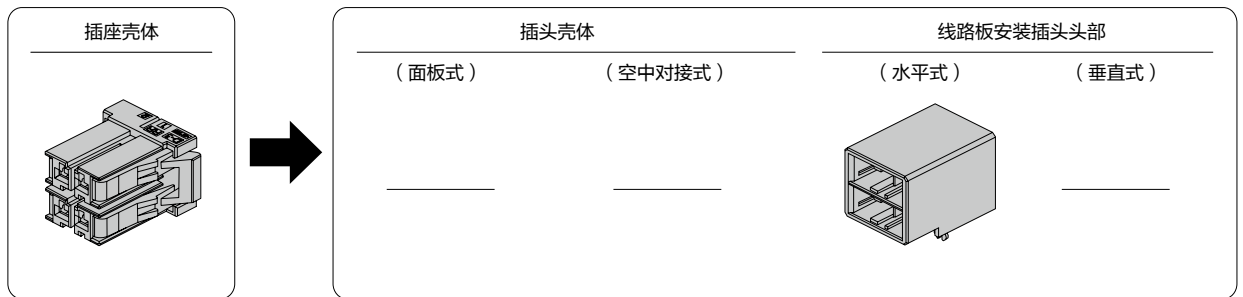 插座壳体
插头壳体
线路板安装插头头部
（面板式）
（空中对接式）
（水平式）
（垂直式）